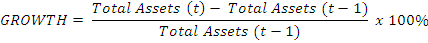 GROWTH = Total Assets (t) − Total Assets (t − 1) / Total Assets (t − 1) x 100%